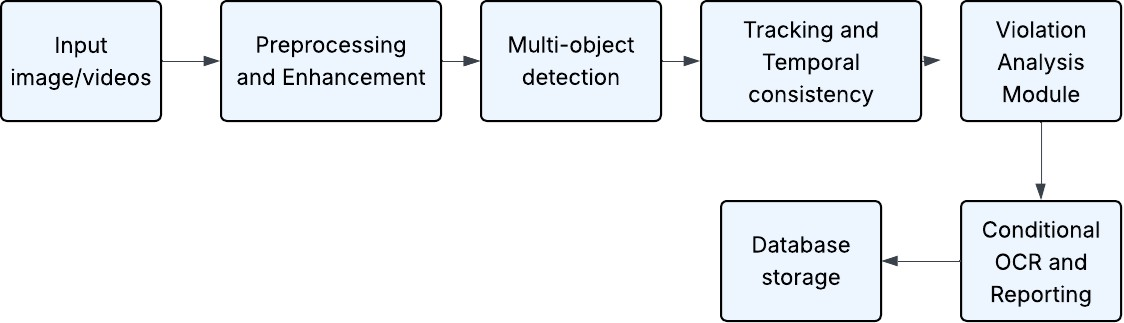 Input
image/videos
Preprocessing
and Enhancement
Multi-object
detection
Tracking and
Temporal
consistency
Violation
Analysis
Module
Conditional
OCR and
Reporting
Database
storage